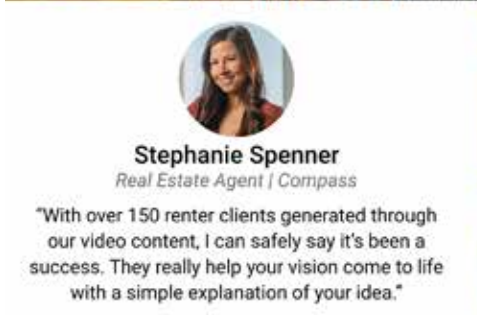 Stephanie Spenner
Real Estate Agent | Compass
“With over 150 renter clients generated through
our video content, I can safely say it’s been a
success. They really help your vision come to life
with a simple explanation of your idea.”